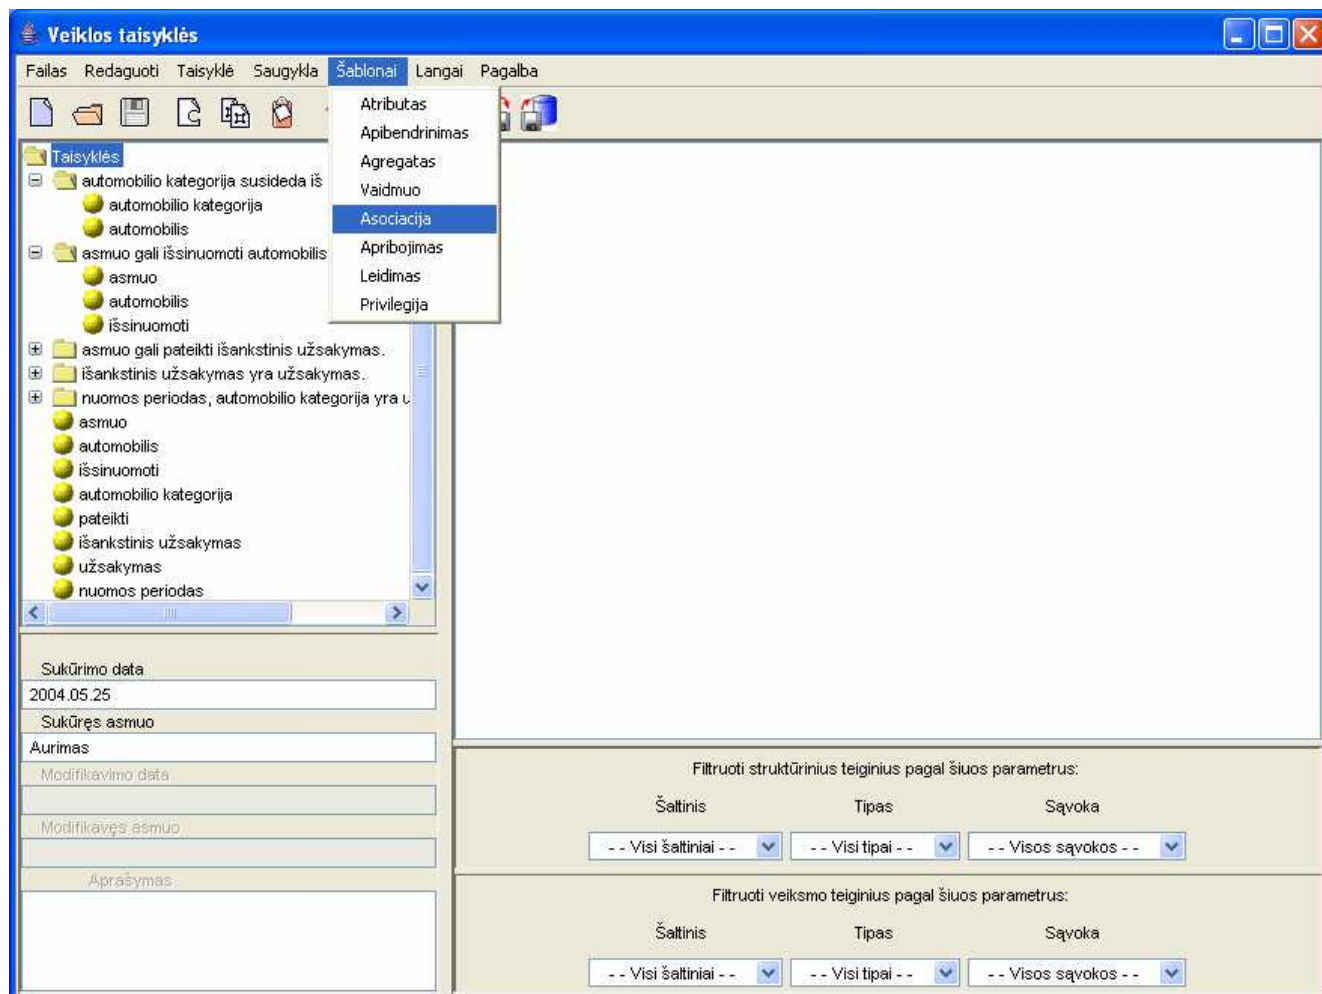 Veiklos taisyklės
Failas Redaguoti Taisyklė Saugykla Šablonai Langai Pagalba
Atributas
Apibendrinimas
Agregatas
Vaidmuo
Asociacija
Apribojimas
Leidimas
Privilegija
Taisyklės
automobilio kategorija susideda iš
automobilio kategorija
automobilis
asmuo gali išsinuomoti automobilis
asmuo
automobilis
išsinuomoti
asmuo gali pateikti išankstinis užsakymas.
išankstinis užsakymas yra užsakymas.
nuomos periodas, automobilio kategorija yra
asmuo
automobilis
išsinuomoti
automobilio kategorija
pateikti
išankstinis užsakymas
užsakymas
nuomos periodas
Sukūrimo data
2004.05.25
Sukūręs asmuo
Aurimas
Modifikavimo data
Modifikavęs asmuo
Aprašymas
Filtruoti struktūrinius teiginius pagal šiuos parametrus:
Šaltinis Tipas Sąvoka
- - Visi šaltiniai - - - - Visi tipai - - - - Visos sąvokos - -
Filtruoti veiksmo teiginius pagal šiuos parametrus:
Šaltinis Tipas Sąvoka
- - Visi šaltiniai - - - - Visi tipai - - - - Visos sąvokos - -